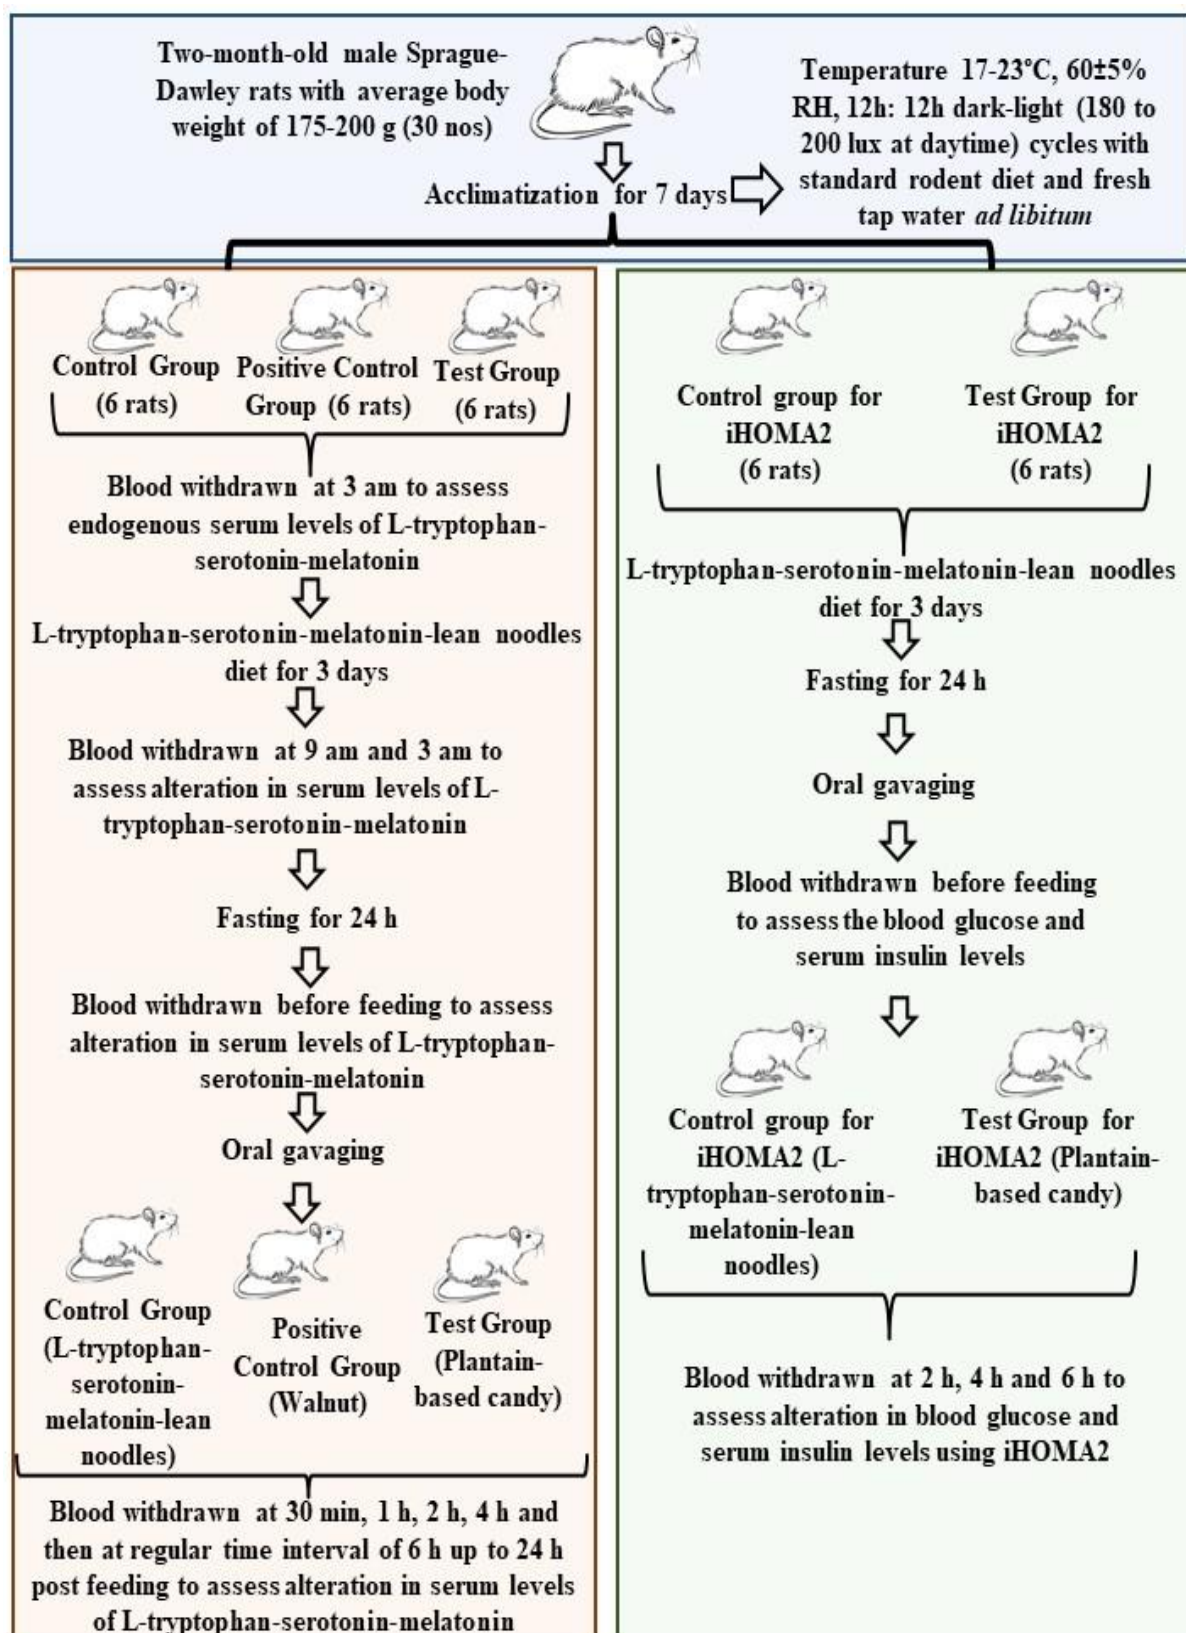 Two-month-old male Sprague-
Dawley rats with average body
weight of 175-200 g (30 nos)
Temperature 17-23°C, 60±5%
RH, 12h: 12h dark-light (180 to
200 lux at daytime) cycles with
standard rodent diet and fresh
tap water ad libitum
Acclimatization for 7 days
Control Group
(6 rats)
Positive Control
Group (6 rats)
Test Group
(6 rats)
Blood withdrawn at 3 am to assess
endogenous serum levels of L-tryptophan-
serotonin-melatonin
L-tryptophan-serotonin-melatonin-lean noodles
diet for 3 days
Blood withdrawn at 9 am and 3 am to
assess alteration in serum levels of L-
tryptophan-serotonin-melatonin
Fasting for 24 h
Blood withdrawn before feeding to assess
alteration in serum levels of L-tryptophan-
serotonin-melatonin
Oral gavaging
Control Group
(L-tryptophan-
serotonin-
melatonin-lean
noodles)
Positive
Control Group
(Walnut)
Test Group
(Plantain-
based candy)
Blood withdrawn at 30 min, 1 h, 2 h, 4 h and
then at regular time interval of 6 h up to 24 h
post feeding to assess alteration in serum levels
of L-tryptophan-serotonin-melatonin
Control group for
iHOMA2
(6 rats)
Test Group for
iHOMA2
(6 rats)
L-tryptophan-serotonin-melatonin-lean noodles
diet for 3 days
Fasting for 24 h
Oral gavaging
Blood withdrawn before feeding
to assess the blood glucose and
serum insulin levels
Control group for
iHOMA2 (L-
tryptophan-serotonin-
melatonin-lean
noodles)
Test Group for
iHOMA2 (Plantain-
based candy)
Blood withdrawn at 2 h, 4 h and 6 h to
assess alteration in blood glucose and
serum insulin levels using iHOMA2